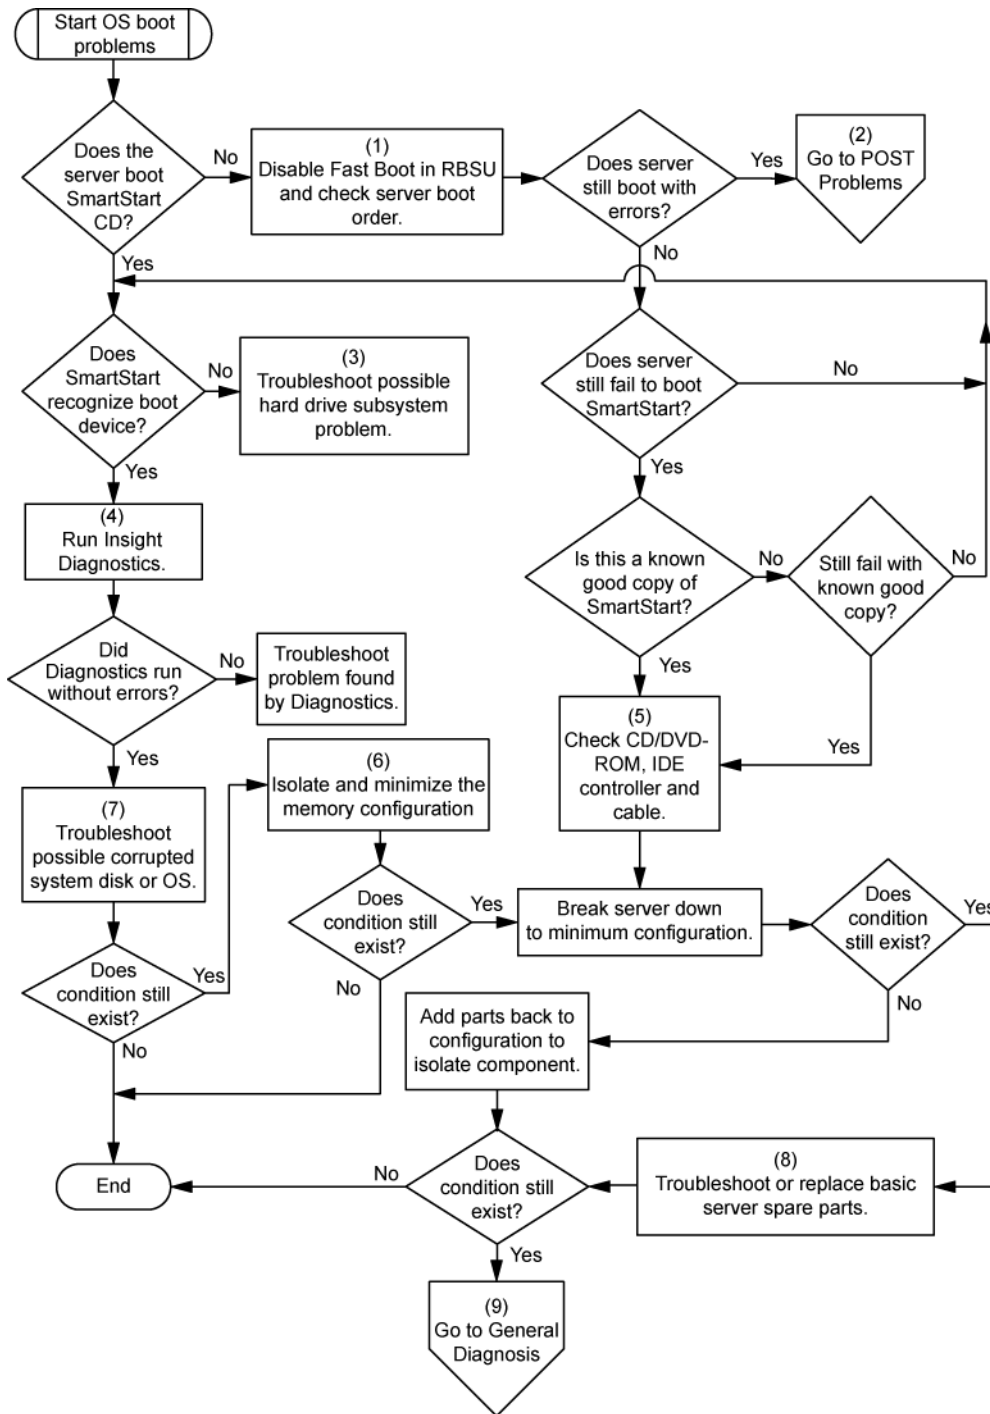 Start OS boot
problems
Does the
server boot
SmartStart
CD?
No
(1)
Disable Fast Boot in RBSU
and check server boot
order.
Does server
still boot with
errors?
Yes
(2)
Go to POST
Problems
Yes
No
Does
SmartStart
recognize boot
device?
No
(3)
Troubleshoot possible
hard drive subsystem
problem.
Does server
still fail to boot
SmartStart?
No
Yes
Yes
(4)
Run Insight
Diagnostics.
Is this a known
good copy of
SmartStart?
No
Still fail with
known good
copy?
No
Did
Diagnostics run
without errors?
No
Troubleshoot
problem found
by Diagnostics.
Yes
Yes
Yes
(5)
Check CD/DVD-
ROM, IDE
controller and
cable.
(6)
Isolate and minimize the
memory configuration
(7)
Troubleshoot
possible corrupted
system disk or OS.
Does
condition still
exist?
Yes
Break server down
to minimum configuration.
Does
condition still
exist?
Yes
No
No
Does
condition still
exist?
Yes
No
Add parts back to
configuration to
isolate component.
End
No
Does
condition still
exist?
(8)
Troubleshoot or replace basic
server spare parts.
Yes
(9)
Go to General
Diagnosis